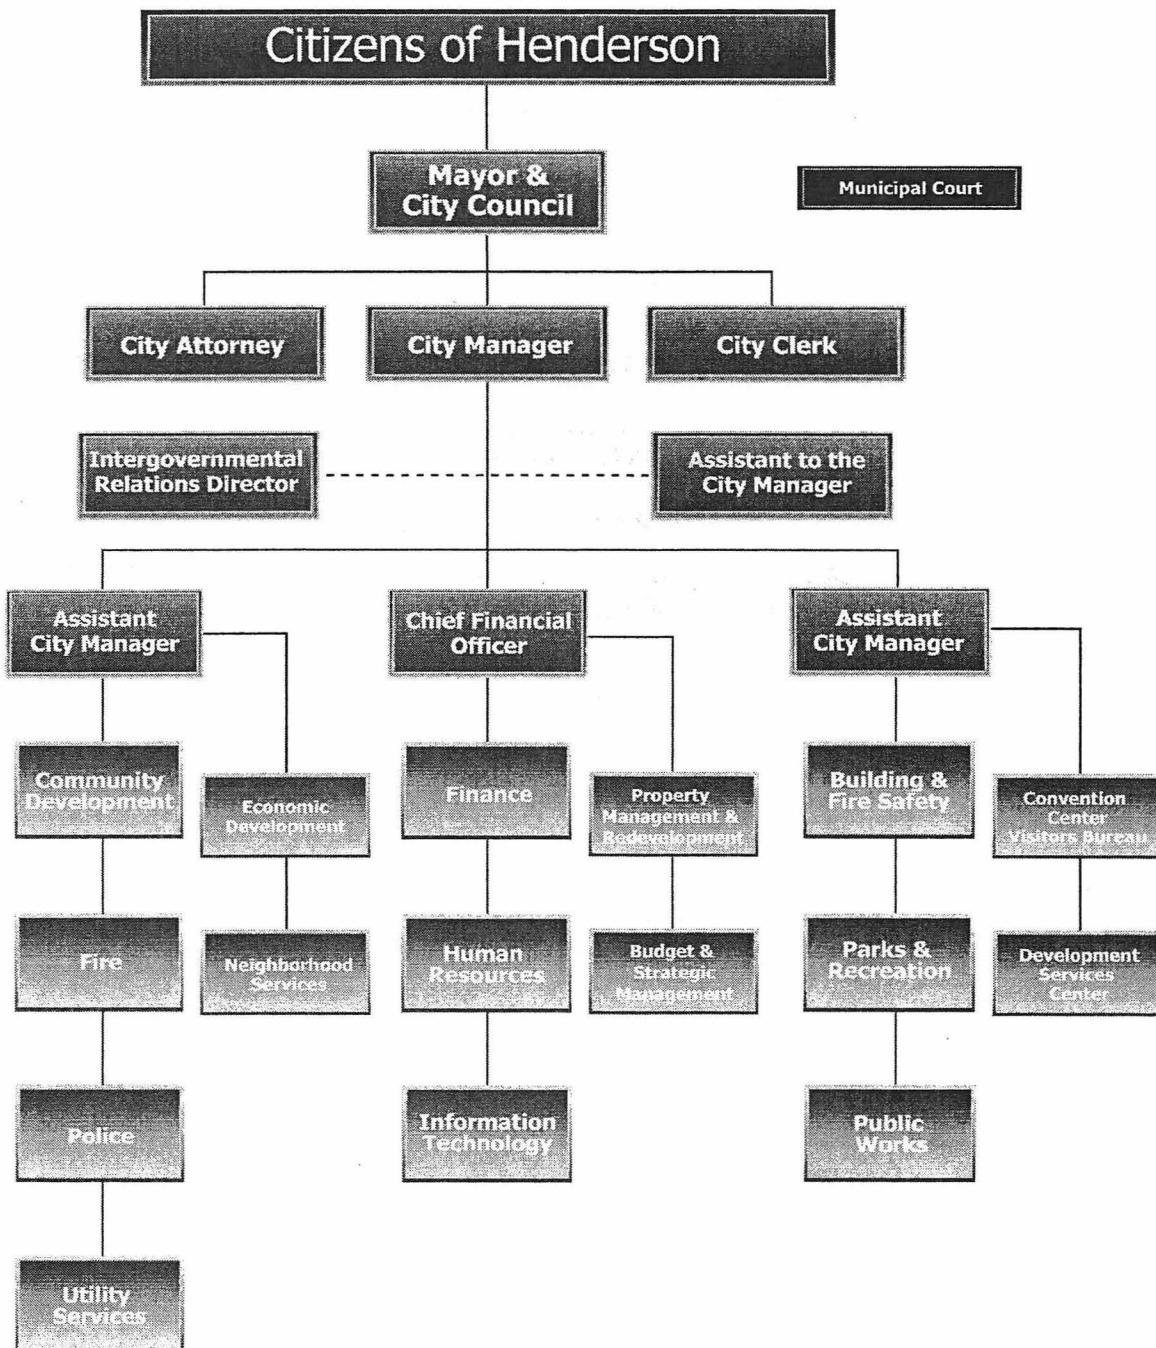 Citizens of Henderson
Mayor &
City Council
Municipal Court
City Attorney
City Manager
City Clerk
Intergovernmental
Relations Director
Assistant to the
City Manager
Assistant
City Manager
Chief Financial
Officer
Assistant
City Manager
Community
Development
Economic
Development
Finance
Property
Management &
Redevelopment
Building &
Fire Safety
Convention
Center
Visitors Bureau
Fire
Neighborhood
Services
Human
Resources
Budget &
Strategic
Management
Parks &
Recreation
Development
Services
Center
Police
Information
Technology
Public
Works
Utility
Services